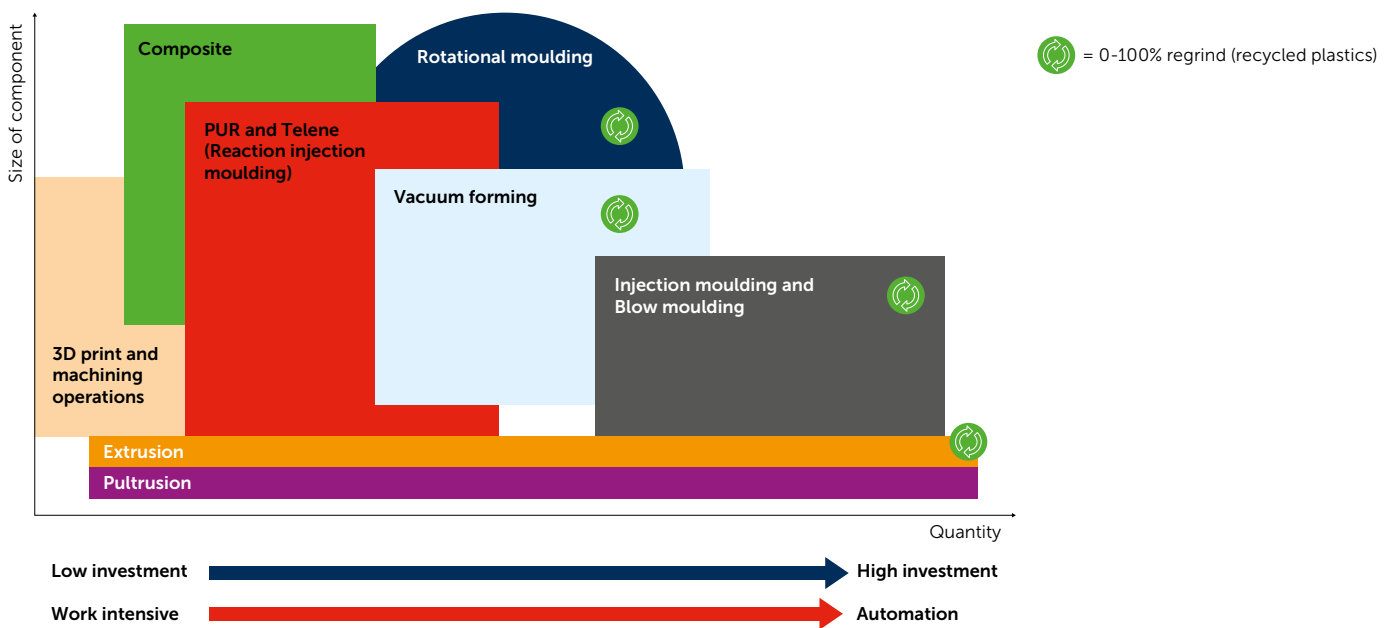 Size of component
Composite
Rotational moulding
= 0-100% regrind (recycled plastics)
PUR and Telene
(Reaction injection
moulding)
Vacuum forming
Injection moulding and
Blow moulding
3D print and
machining
operations
Extrusion
Pultrusion
Quantity
Low investment
High investment
Work intensive
Automation